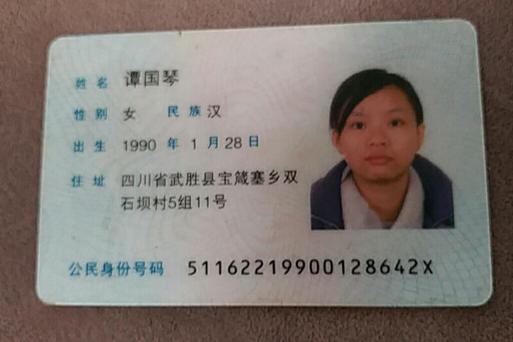 姓名 谭国琴
性别 女 民族 汉
出生 1990 年 1 月 28 日
住址 四川省武胜县宝箴塞乡双
石坝村5组11号
公民身份号码 51162219900128642X